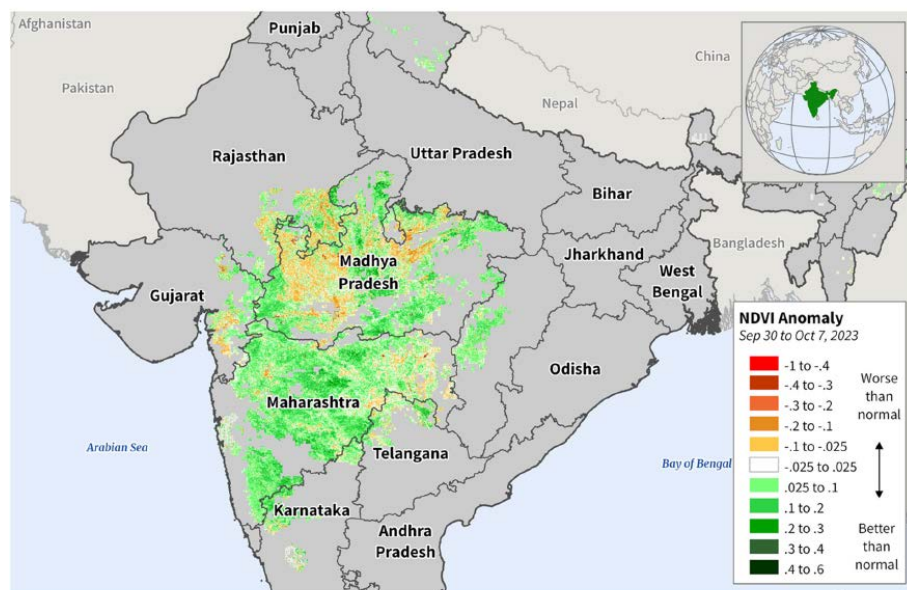 Afghanistan
Punjab
China
Pakistan
Nepal
Rajasthan
Uttar Pradesh
Bihar
Bangladesh
Madhya
Pradesh
Jharkhand
West
Bengal
Gujarat
Odisha
Maharashtra
Telangana
Arabian Sea
Bay of Bengal
Karnataka
Andhra
Pradesh
NDVI Anomaly
Sep 30 to Oct 7, 2023
-1 to -.4
-.4 to -.3
-.3 to -.2
-.2 to -.1
-.1 to -.025
-.025 to .025
.025 to .1
.1 to .2
.2 to .3
.3 to .4
.4 to .6
Worse
than
normal
Better
than
normal